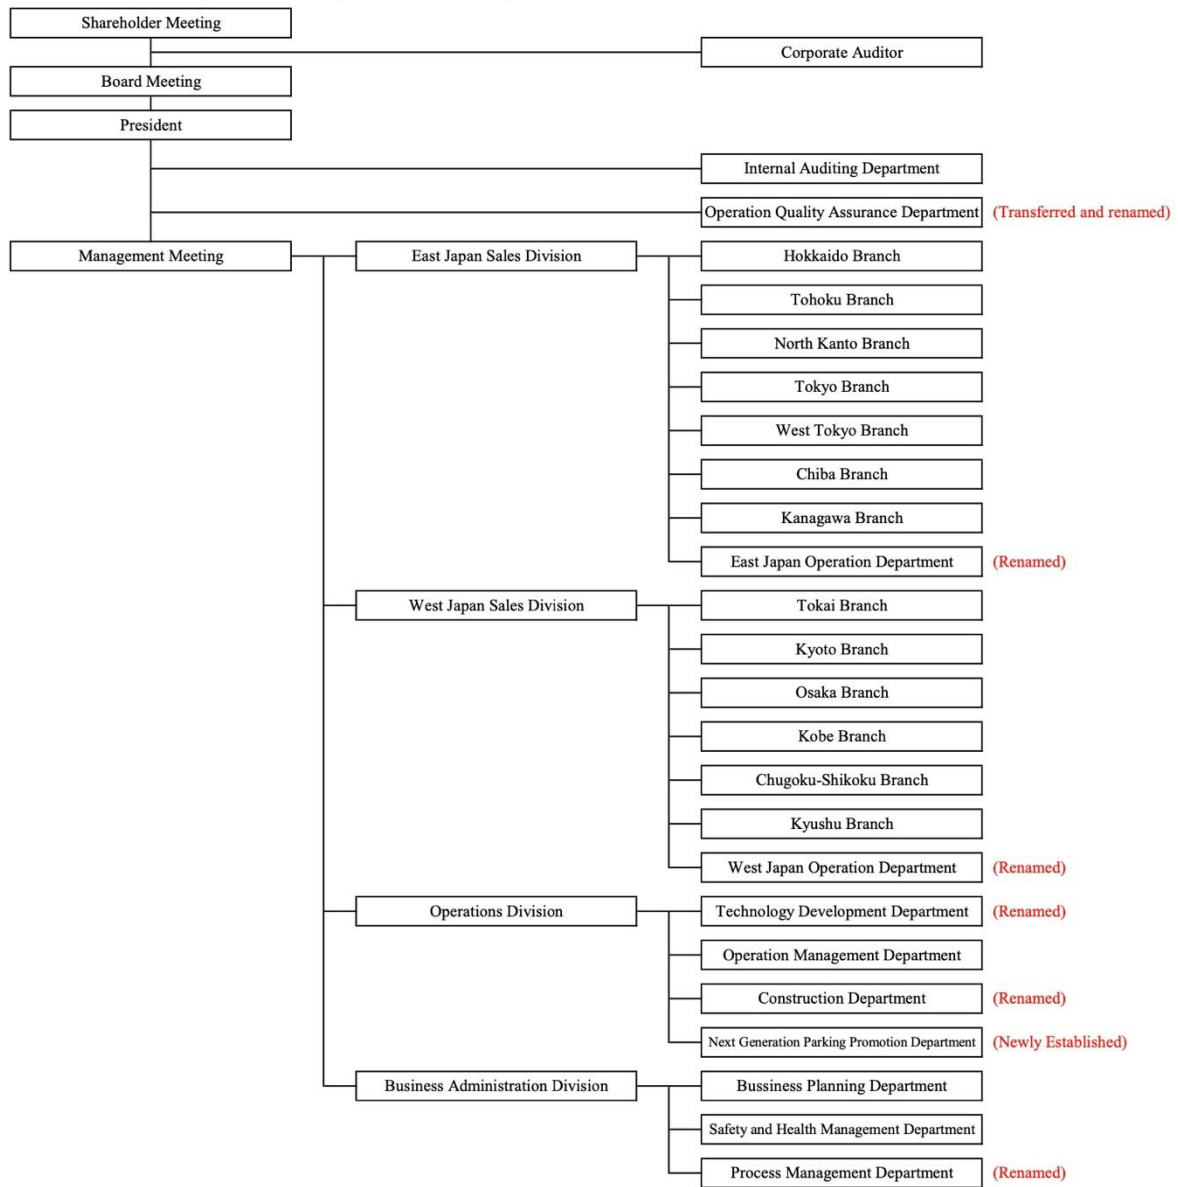 Shareholder Meeting
Corporate Auditor
Board Meeting
President
Internal Auditing Department
Operation Quality Assurance Department (Transferred and renamed)
Management Meeting East Japan Sales Division Hokkaido Branch
Tohoku Branch
North Kanto Branch
Tokyo Branch
West Tokyo Branch
Chiba Branch
Kanagawa Branch
East Japan Operation Department (Renamed)
West Japan Sales Division Tokai Branch
Kyoto Branch
Osaka Branch
Kobe Branch
Chugoku-Shikoku Branch
Kyushu Branch
West Japan Operation Department (Renamed)
Operations Division Technology Development Department (Renamed)
Operation Management Department
Construction Department (Renamed)
Next Generation Parking Promotion Department (Newly Established)
Business Administration Division Bussiness Planning Department
Safety and Health Management Department
Process Management Department (Renamed)